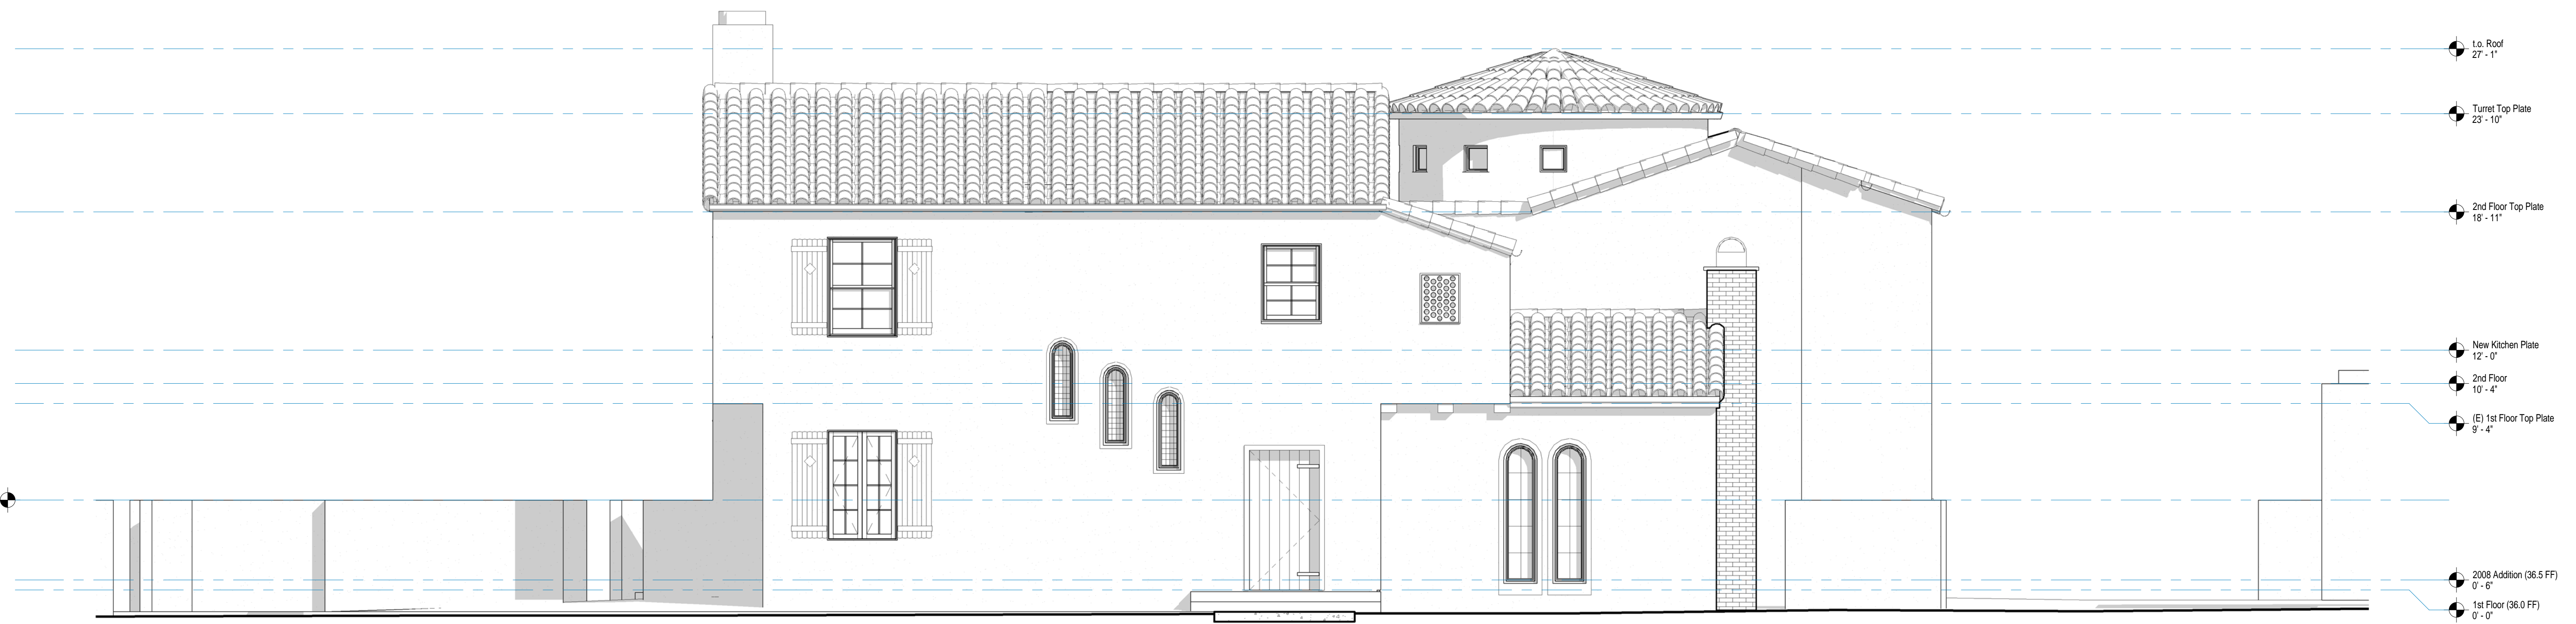 t.o. Roof
27' - 1"
Turret Top Plate
23' - 10"
2nd Floor Top Plate
18' - 11"
New Kitchen Plate
12' - 0"
2nd Floor
10' - 4"
(E) 1st Floor Top Plate
9' - 4"
2008 Addition (36.5 FF)
0' - 6"
1st Floor (36.0 FF)
0' - 0"